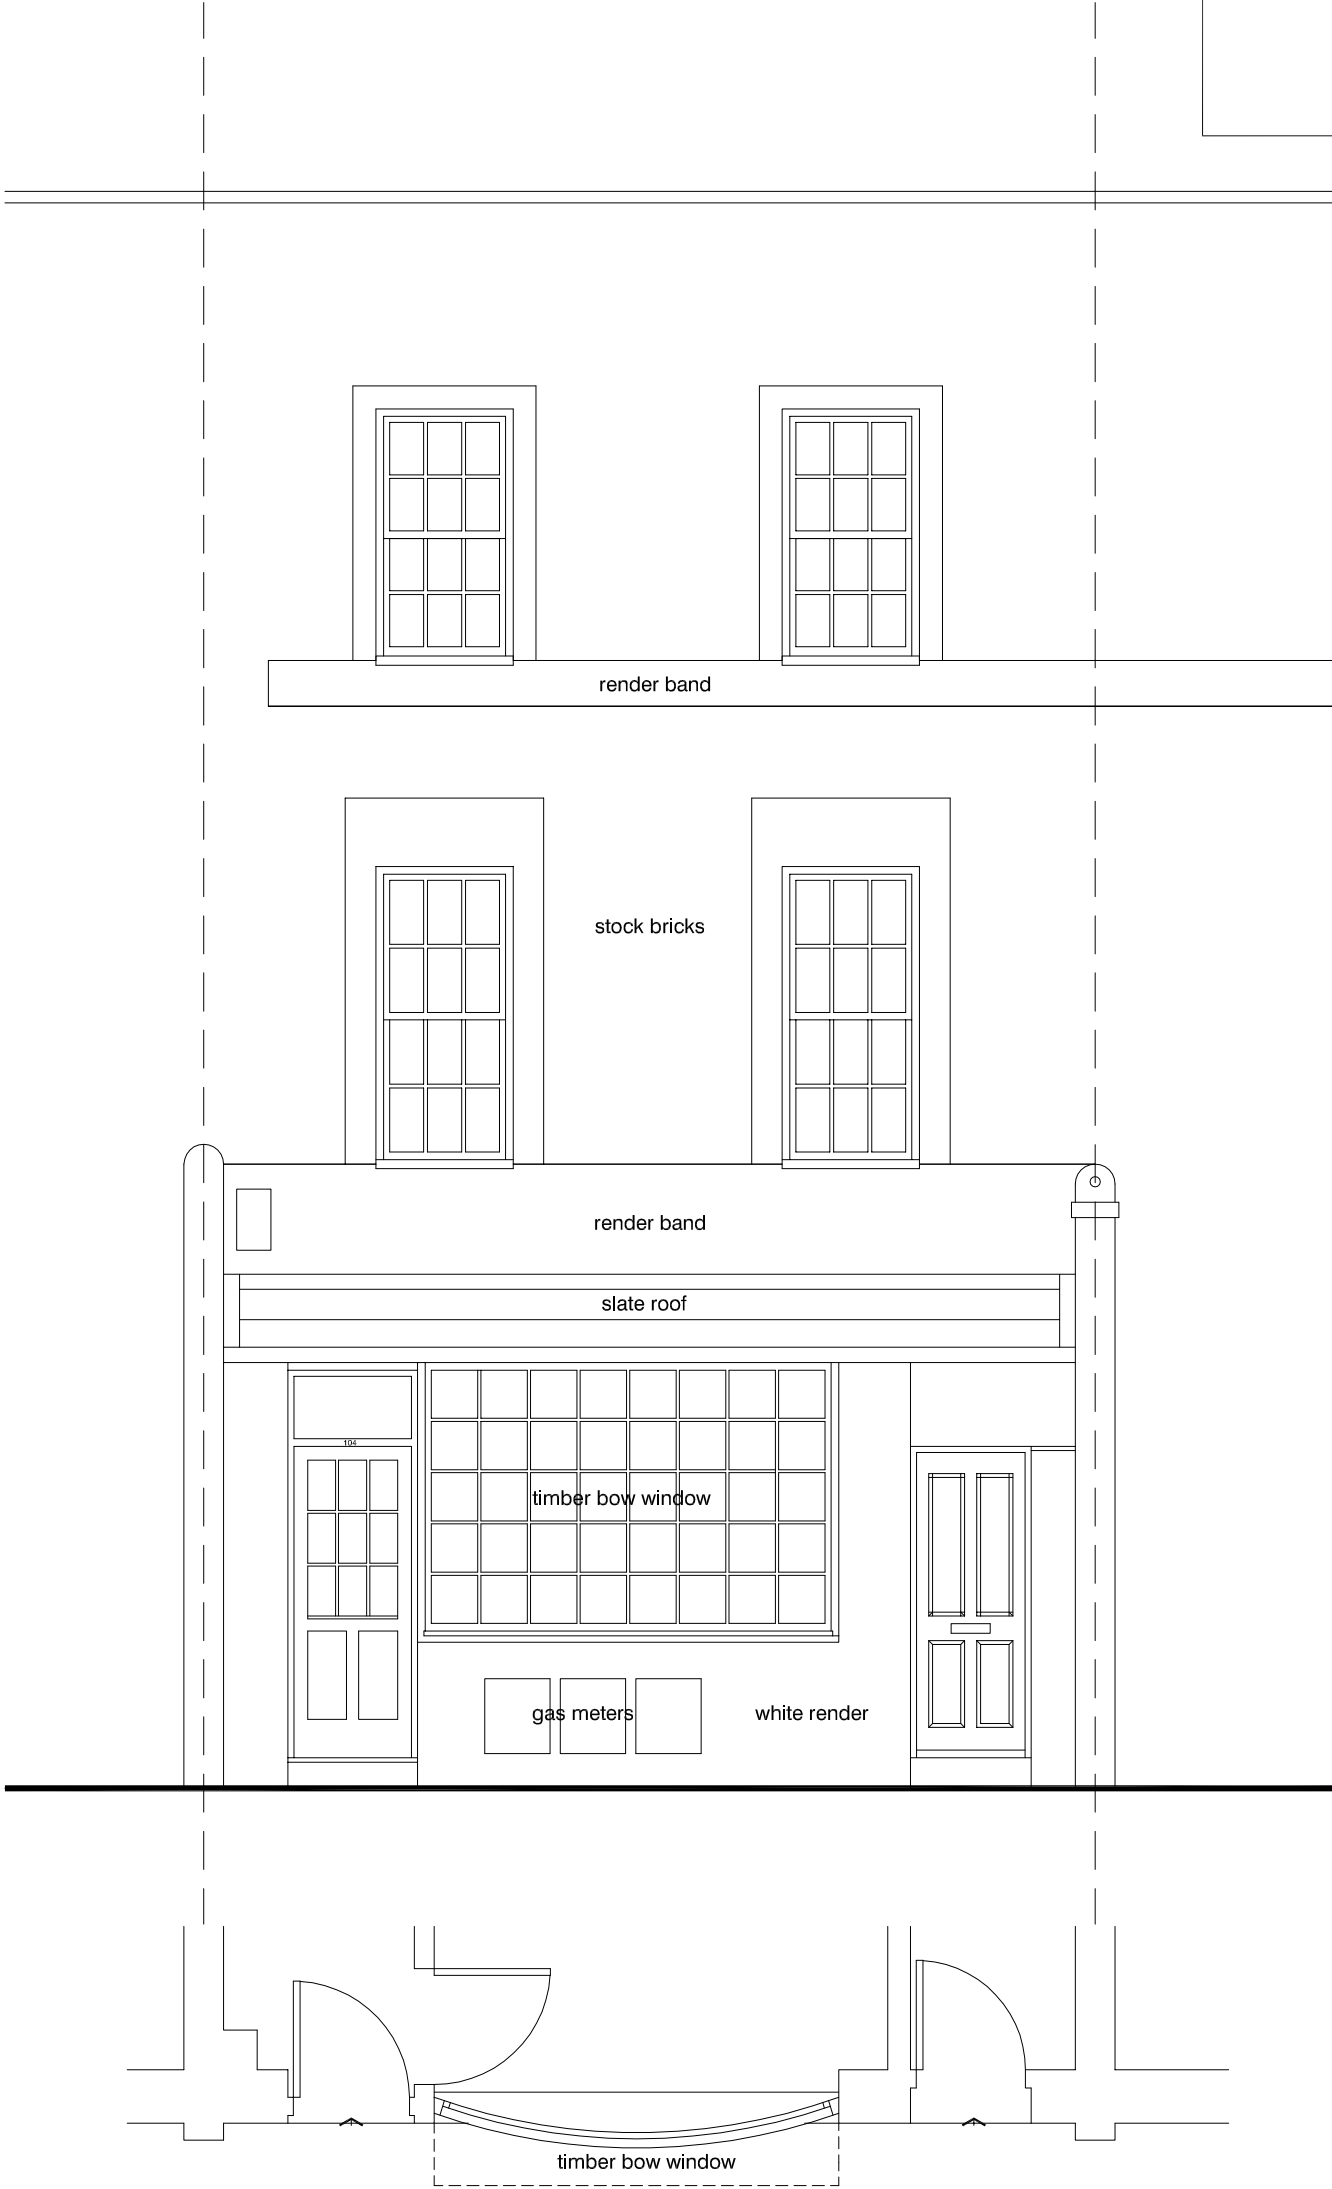 render band
stock bricks
render band
slate roof
104
timber bow window
gas meters
white render
timber bow window